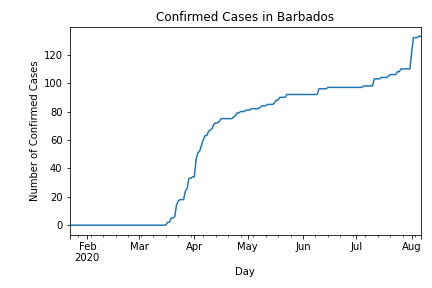 Confirmed Cases in Barbados
Number of Confirmed Cases
120
100
80
60
40
20
0
Feb Mar Apr May Jun Jul Aug
2020
Day